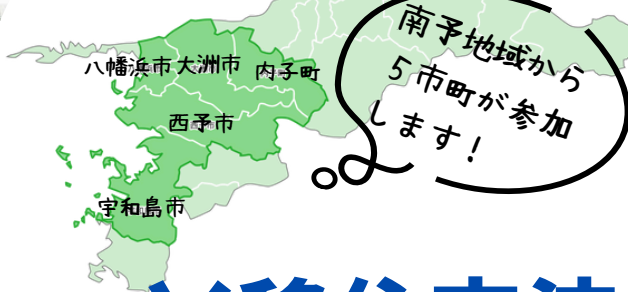 南予地域から
5市町が参加
します!
八幡浜市
大洲市
内子町
西予市
宇和島市